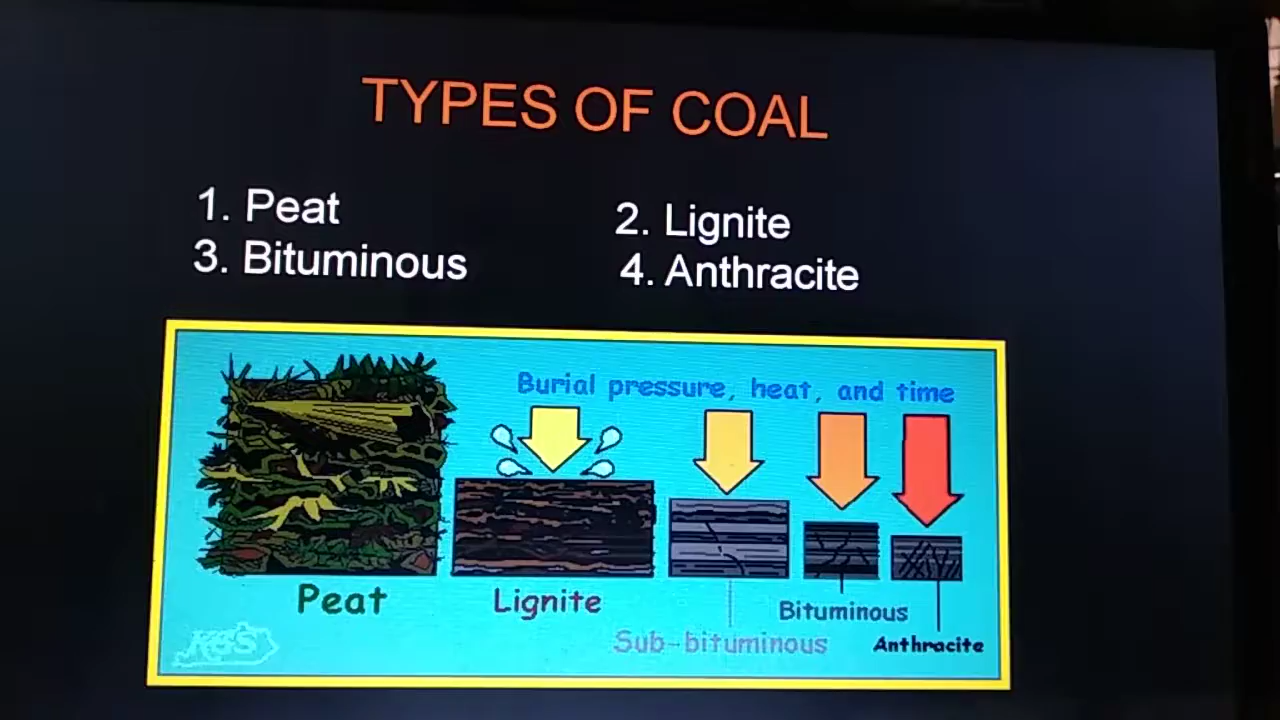 TYPES OF COAL
1. Peat
2. Lignite
3. Bituminous
4. Anthracite
Burial pressure, heat, and time
Peat
Lignite
Sub-bituminous
Bituminous
Anthracite
KGS